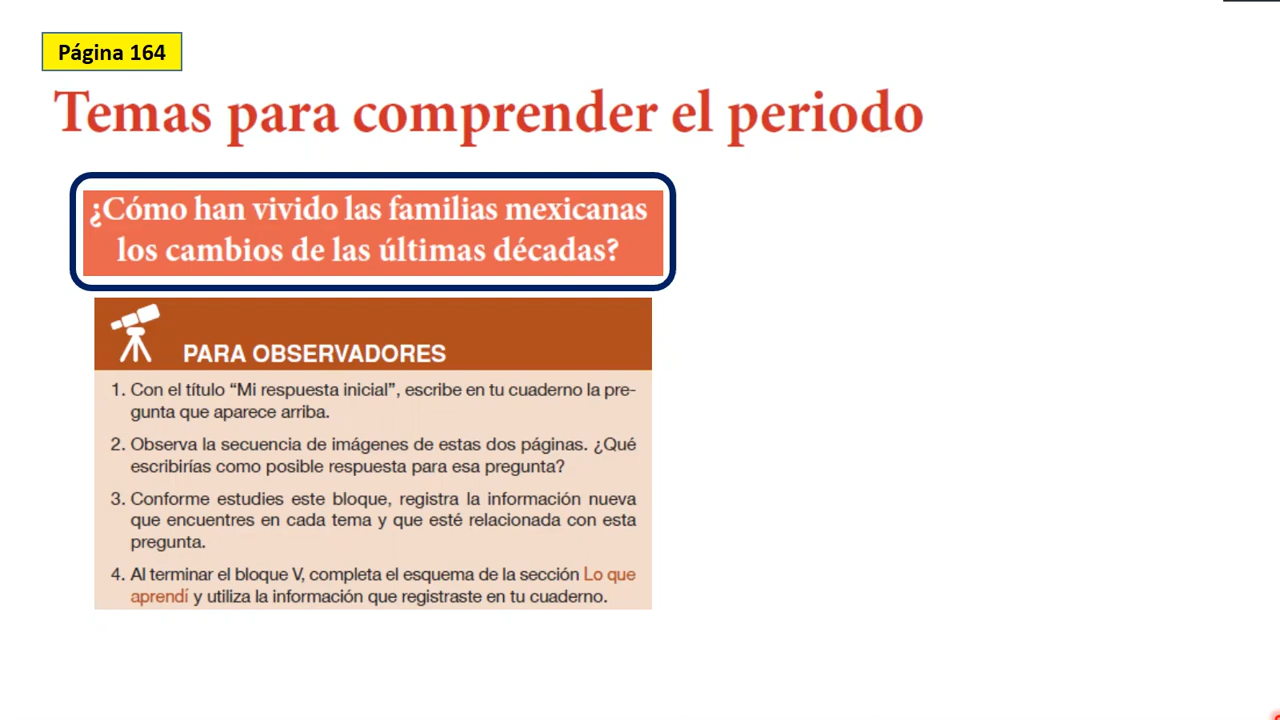 Página 164
Temas para comprender el periodo
¿Cómo han vivido las familias mexicanas
los cambios de las últimas décadas?
PARA OBSERVADORES
1. Con el título “Mi respuesta inicial”, escribe en tu cuaderno la pre-
gunta que aparece arriba.
2. Observa la secuencia de imágenes de estas dos páginas. ¿Qué
escribirías como posible respuesta para esa pregunta?
3. Conforme estudies este bloque, registra la información nueva
que encuentres en cada tema y que esté relacionada con esta
pregunta.
4. Al terminar el bloque V, completa el esquema de la sección Lo que
aprendí y utiliza la información que registraste en tu cuaderno.